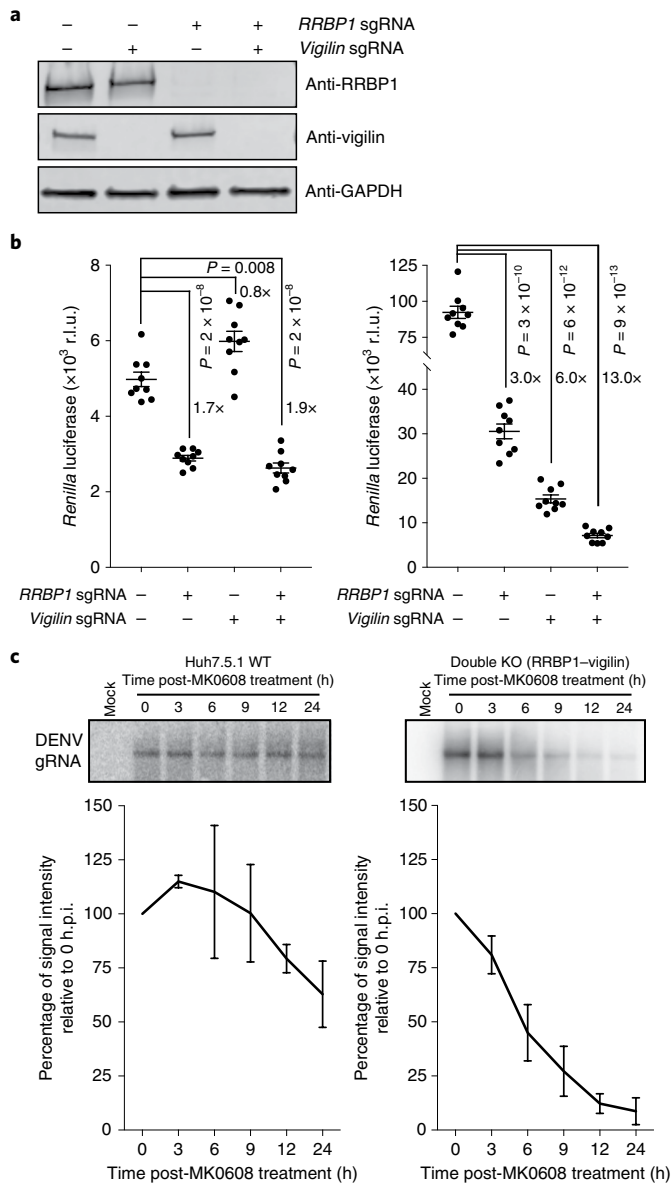 a
– – + + RRBP1 sgRNA
– + – + Vigilin sgRNA
Anti-RRBP1
Anti-vigilin
Anti-GAPDH
b
Renilla luciferase (×10³ r.l.u.)
8
6
4
2
0
P = 0.008
0.8×
P = 2 × 10⁻⁸
1.7×
P = 2 × 10⁻⁸
1.9×
RRBP1 sgRNA – + – +
Vigilin sgRNA – – + +
Renilla luciferase (×10³ r.l.u.)
125
100
75
40
30
20
10
0
P = 3 × 10⁻¹⁰
3.0×
P = 6 × 10⁻¹²
6.0×
P = 9 × 10⁻¹³
13.0×
RRBP1 sgRNA – + – +
Vigilin sgRNA – – + +
c
Huh7.5.1 WT
Time post-MK0608 treatment (h)
Mock
0 3 6 9 12 24
DENV
gRNA
Double KO (RRBP1–vigilin)
Time post-MK0608 treatment (h)
Mock
0 3 6 9 12 24
Percentage of signal intensity
relative to 0 h.p.i.
150
125
100
75
50
25
0
0 3 6 9 12 24
Time post-MK0608 treatment (h)
Percentage of signal intensity
relative to 0 h.p.i.
150
125
100
75
50
25
0
0 3 6 9 12 24
Time post-MK0608 treatment (h)